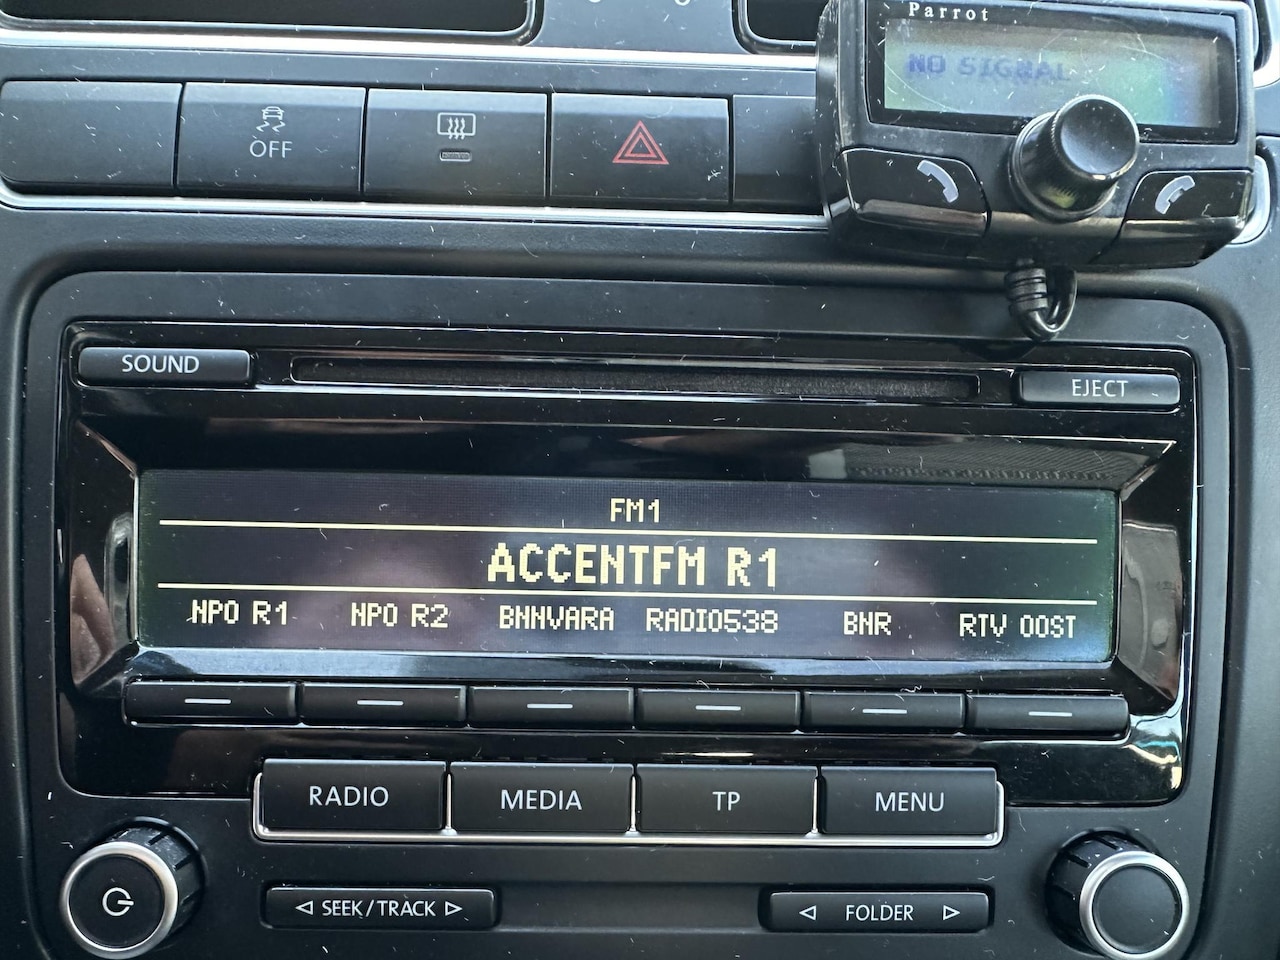 Parrot
NO SIGNAL
OFF
SOUND
EJECT
FM1
ACCENTFM R1
NPO R1 NPO R2 BNNVARA RADIO538 BNR RTV OOST
RADIO MEDIA TP MENU
SEEK/TRACK
FOLDER